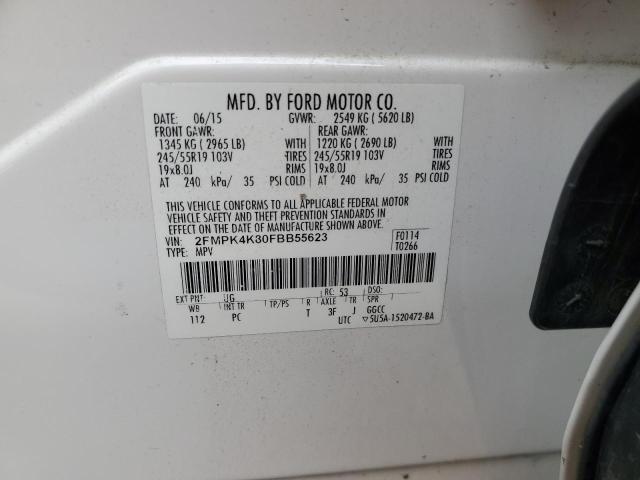 MFD. BY FORD MOTOR CO.
DATE: 06/15 GVWR: 2549 KG ( 5620 LB)
FRONT GAWR: REAR GAWR:
1345 KG ( 2965 LB) WITH 1220 KG ( 2690 LB) WITH
245/55R19 103V TIRES 245/55R19 103V TIRES
19x8.0J RIMS 19x8.0J RIMS
AT 240 kPa/ 35 PSI COLD AT 240 kPa/ 35 PSI COLD
THIS VEHICLE CONFORMS TO ALL APPLICABLE FEDERAL MOTOR
VEHICLE SAFETY AND THEFT PREVENTION STANDARDS IN
EFFECT ON THE DATE OF MANUFACTURE SHOWN ABOVE.
VIN: 2FMPK4K30FBB55623 F0114
TYPE: MPV T0266
EXT PNT: UG RC: 53 DSO:
WB INT TR TP/PS R AXLE TR SPR
112 PC T 3F J GGCC
UTC ▽5U5A-1520472-BA